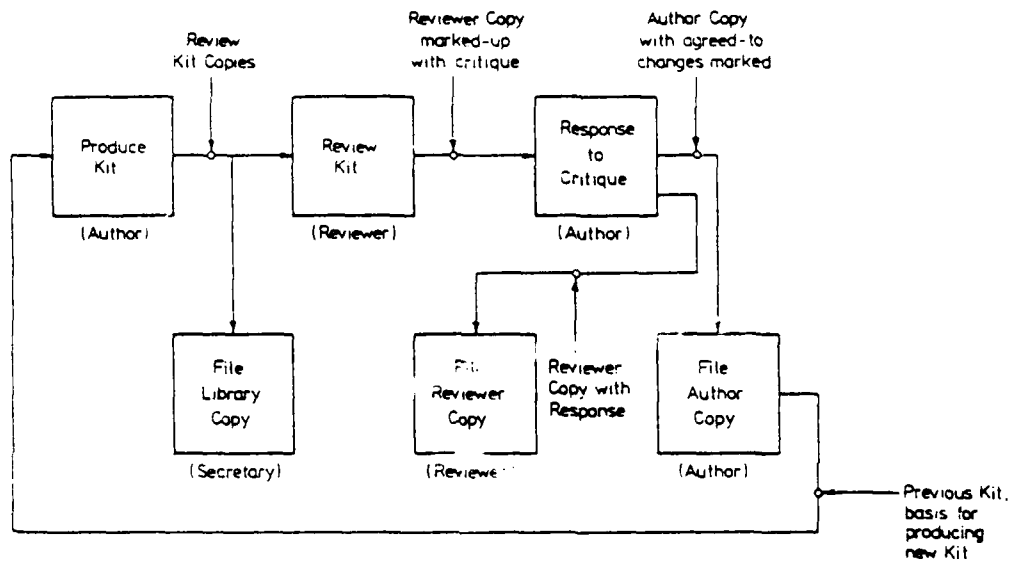 Review
Kit Copies
Reviewer Copy
marked-up
with critique
Author Copy
with agreed-to
changes marked
Produce
Kit
(Author)
Review
Kit
(Reviewer)
Response
to
Critique
(Author)
File
Library
Copy
(Secretary)
Reviewer
Copy
Reviewer
Copy with
Response
File
Author
Copy
(Author)
Previous Kit,
basis for
producing
new Kit